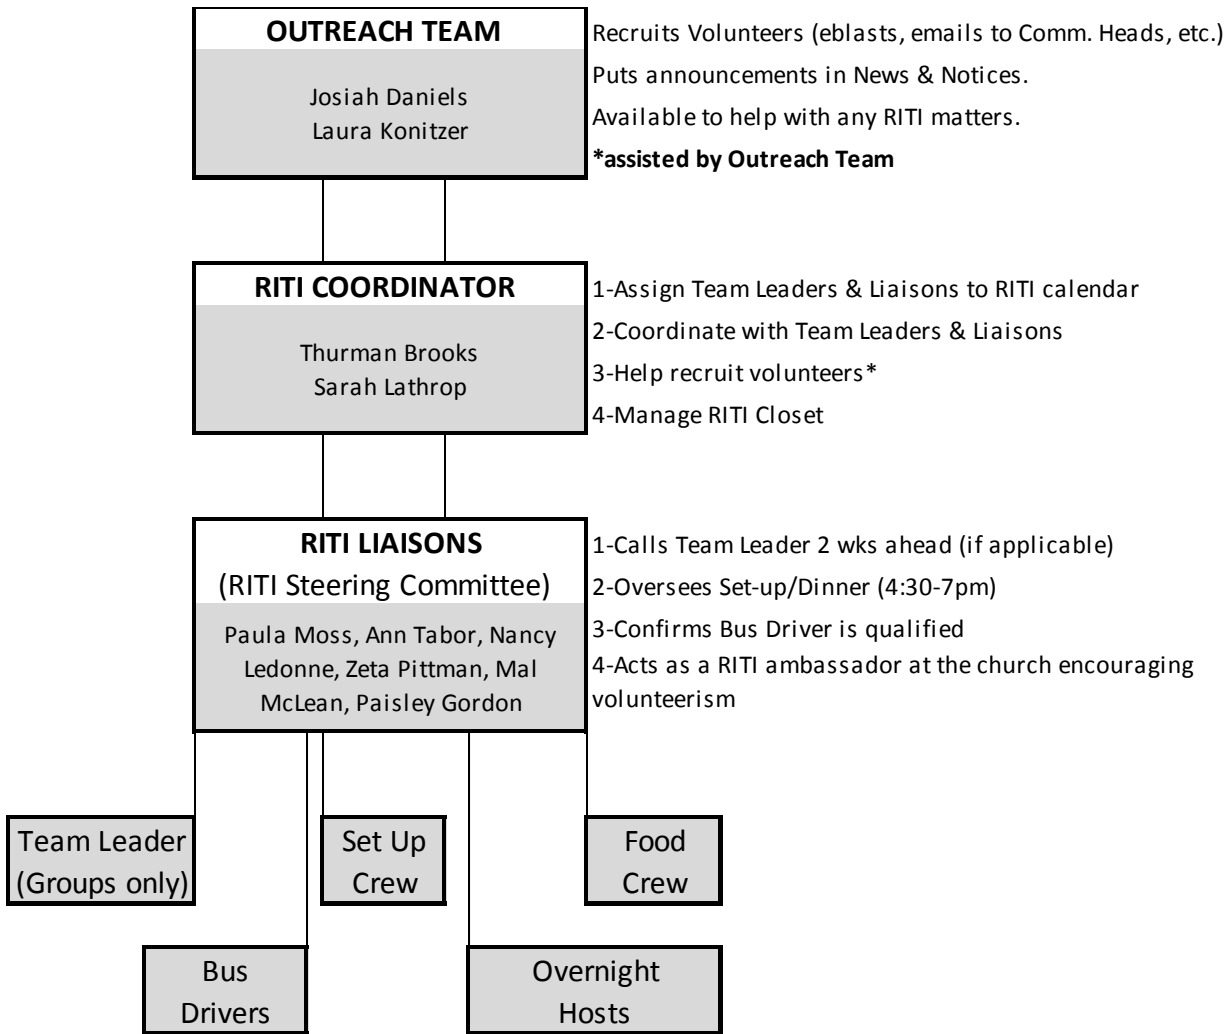 OUTREACH TEAM
Josiah Daniels
Laura Konitzer
Recruits Volunteers (eblasts, emails to Comm. Heads, etc.)
Puts announcements in News & Notices.
Available to help with any RITI matters.
*assisted by Outreach Team
RITI COORDINATOR
Thurman Brooks
Sarah Lathrop
1-Assign Team Leaders & Liaisons to RITI calendar
2-Coordinate with Team Leaders & Liaisons
3-Help recruit volunteers*
4-Manage RITI Closet
RITI LIAISONS
(RITI Steering Committee)
Paula Moss, Ann Tabor, Nancy
Ledonne, Zeta Pittman, Mal
McLean, Paisley Gordon
1-Calls Team Leader 2 wks ahead (if applicable)
2-Oversees Set-up/Dinner (4:30-7pm)
3-Confirms Bus Driver is qualified
4-Acts as a RITI ambassador at the church encouraging
volunteerism
Team Leader
(Groups only)
Set Up
Crew
Food
Crew
Bus
Drivers
Overnight
Hosts